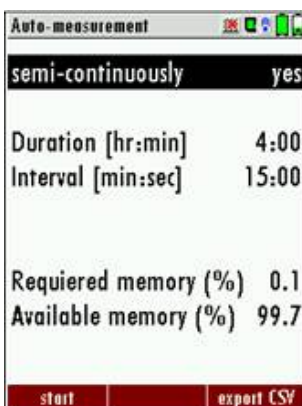 Auto-measurement
semi-continuously yes
Duration [hr:min] 4:00
Interval [min:sec] 15:00
Requiered memory (%) 0.1
Available memory (%) 99.7
start export CSV